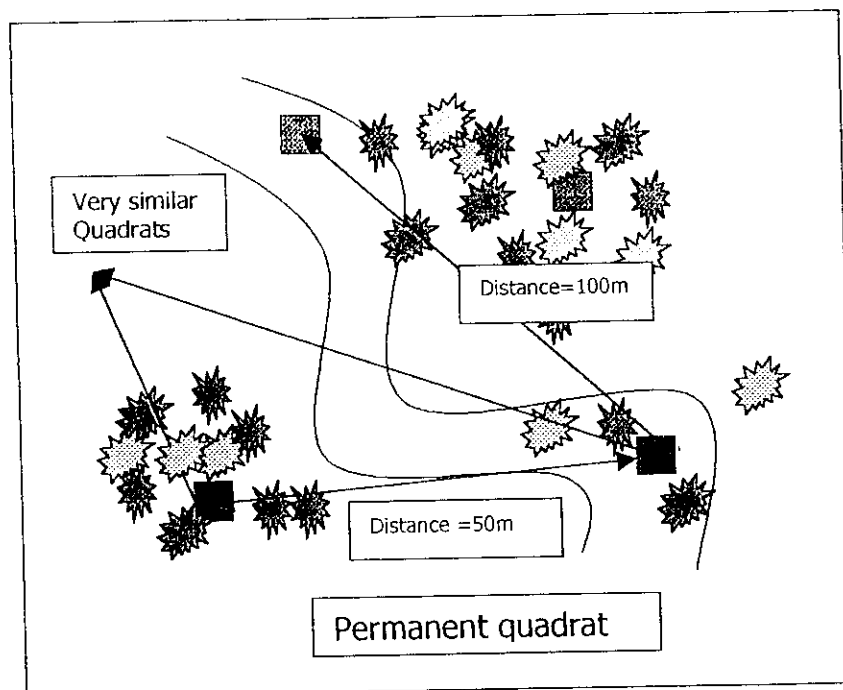 Very similar
Quadrats
Distance=100m
Distance =50m
Permanent quadrat